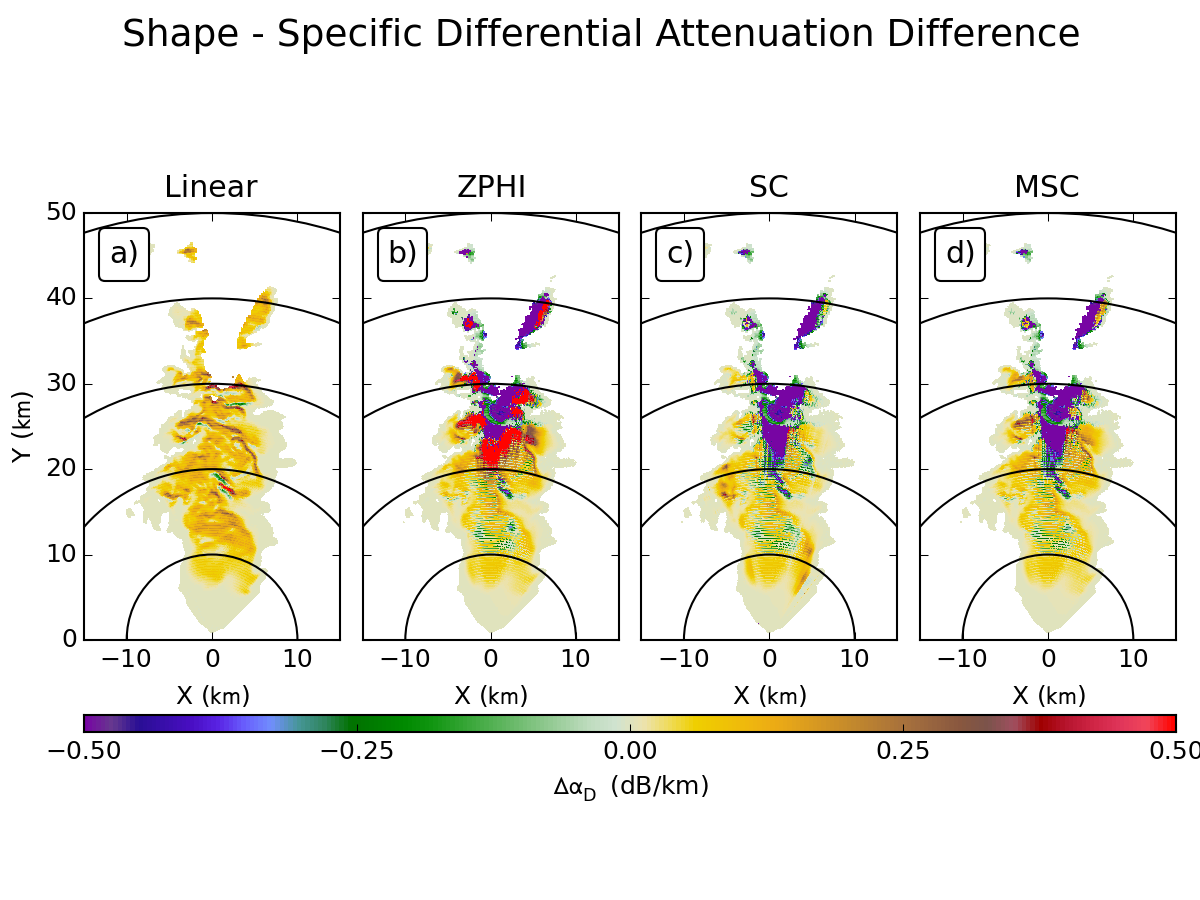 Shape - Specific Differential Attenuation Difference
Linear ZPHI SC MSC
a) b) c) d)
50
40
30
20
10
0
Y (km)
−10 0 10 −10 0 10 −10 0 10 −10 0 10
X (km) X (km) X (km) X (km)
−0.50 −0.25 0.00 0.25 0.50
Δα_D (dB/km)